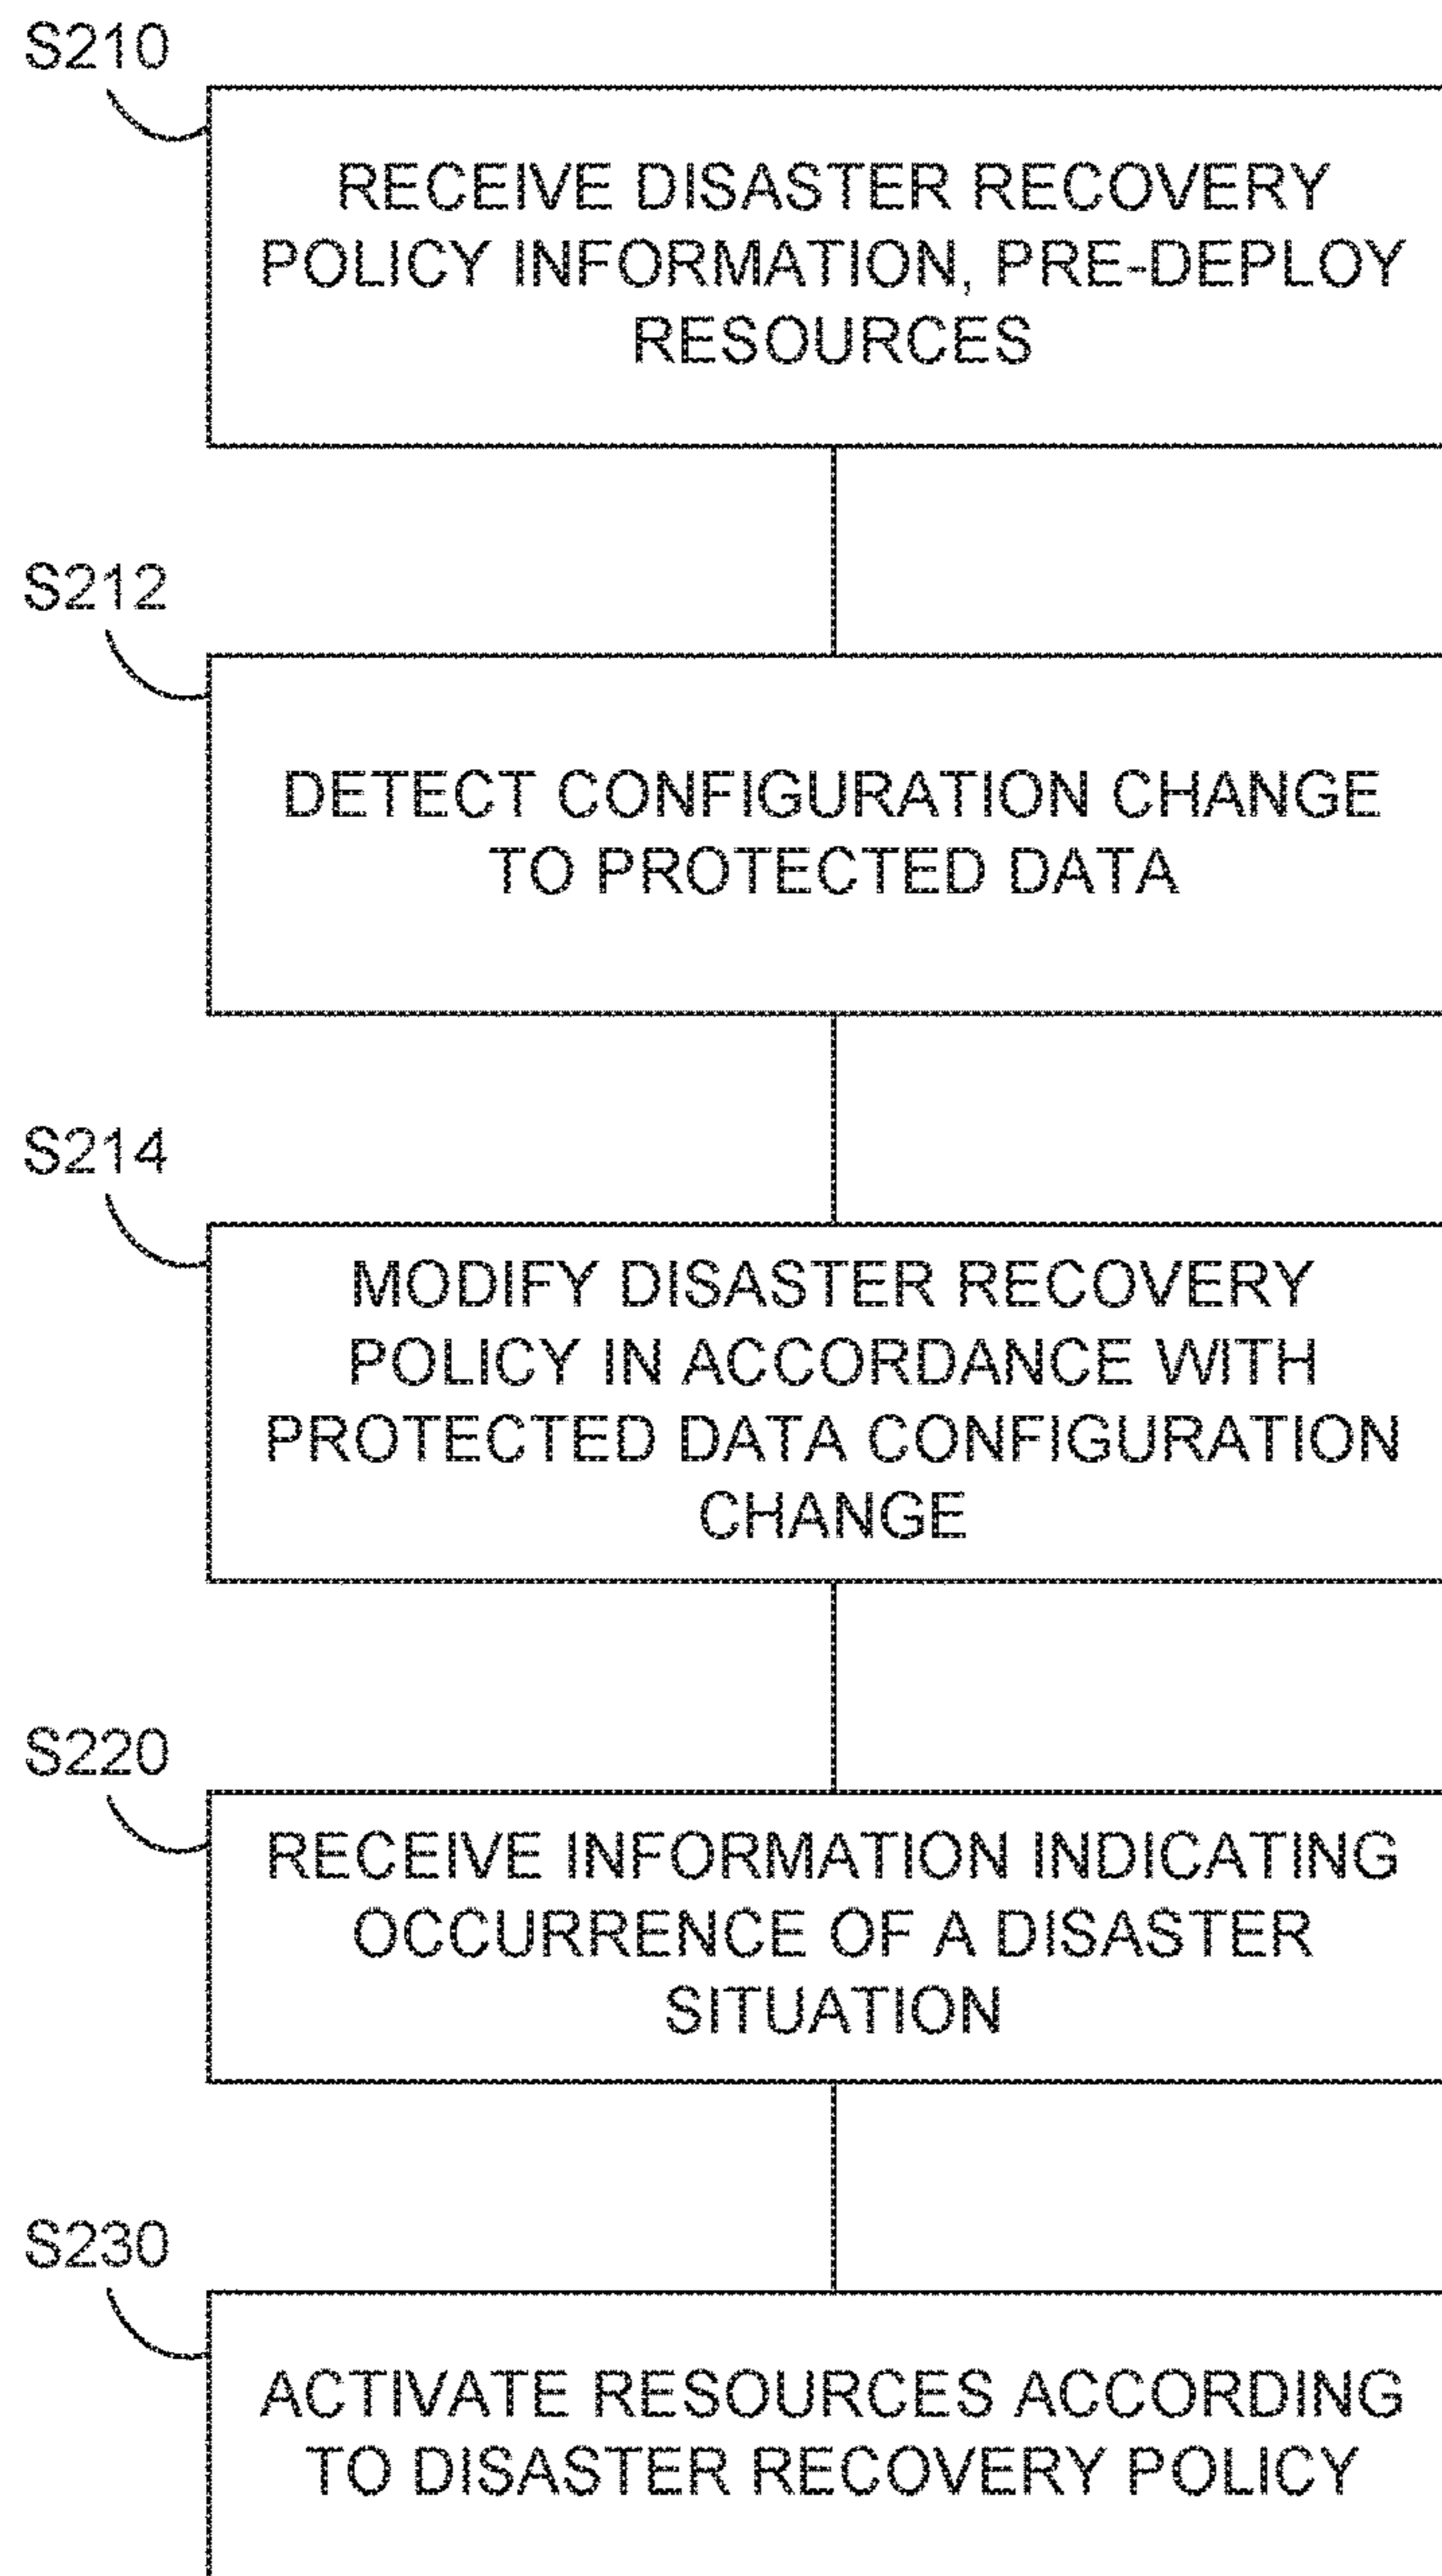 S210
RECEIVE DISASTER RECOVERY
POLICY INFORMATION, PRE-DEPLOY
RESOURCES
S212
DETECT CONFIGURATION CHANGE
TO PROTECTED DATA
S214
MODIFY DISASTER RECOVERY
POLICY IN ACCORDANCE WITH
PROTECTED DATA CONFIGURATION
CHANGE
S220
RECEIVE INFORMATION INDICATING
OCCURRENCE OF A DISASTER
SITUATION
S230
ACTIVATE RESOURCES ACCORDING
TO DISASTER RECOVERY POLICY